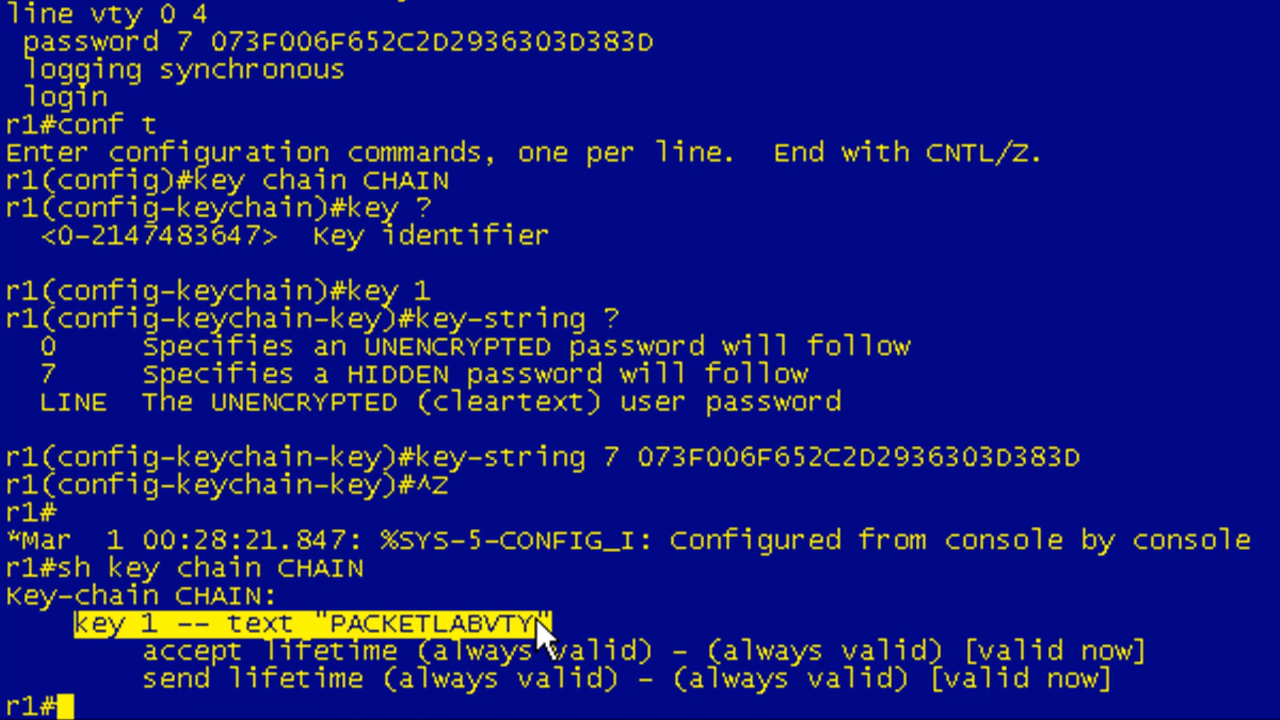 line vty 0 4
password 7 073F006F652C2D2936303D383D
logging synchronous
login
r1#conf t
Enter configuration commands, one per line.  End with CNTL/Z.
r1(config)#key chain CHAIN
r1(config-keychain)#key ?
<0-2147483647>  Key identifier
r1(config-keychain)#key 1
r1(config-keychain-key)#key-string ?
0     Specifies an UNENCRYPTED password will follow
7     Specifies a HIDDEN password will follow
LINE  The UNENCRYPTED (cleartext) user password
r1(config-keychain-key)#key-string 7 073F006F652C2D2936303D383D
r1(config-keychain-key)#^Z
r1#
*Mar  1 00:28:21.847: %SYS-5-CONFIG_I: Configured from console by console
r1#sh key chain CHAIN
Key-chain CHAIN:
key 1 -- text "PACKETLABVTY"
accept lifetime (always valid) - (always valid) [valid now]
send lifetime (always valid) - (always valid) [valid now]
r1#